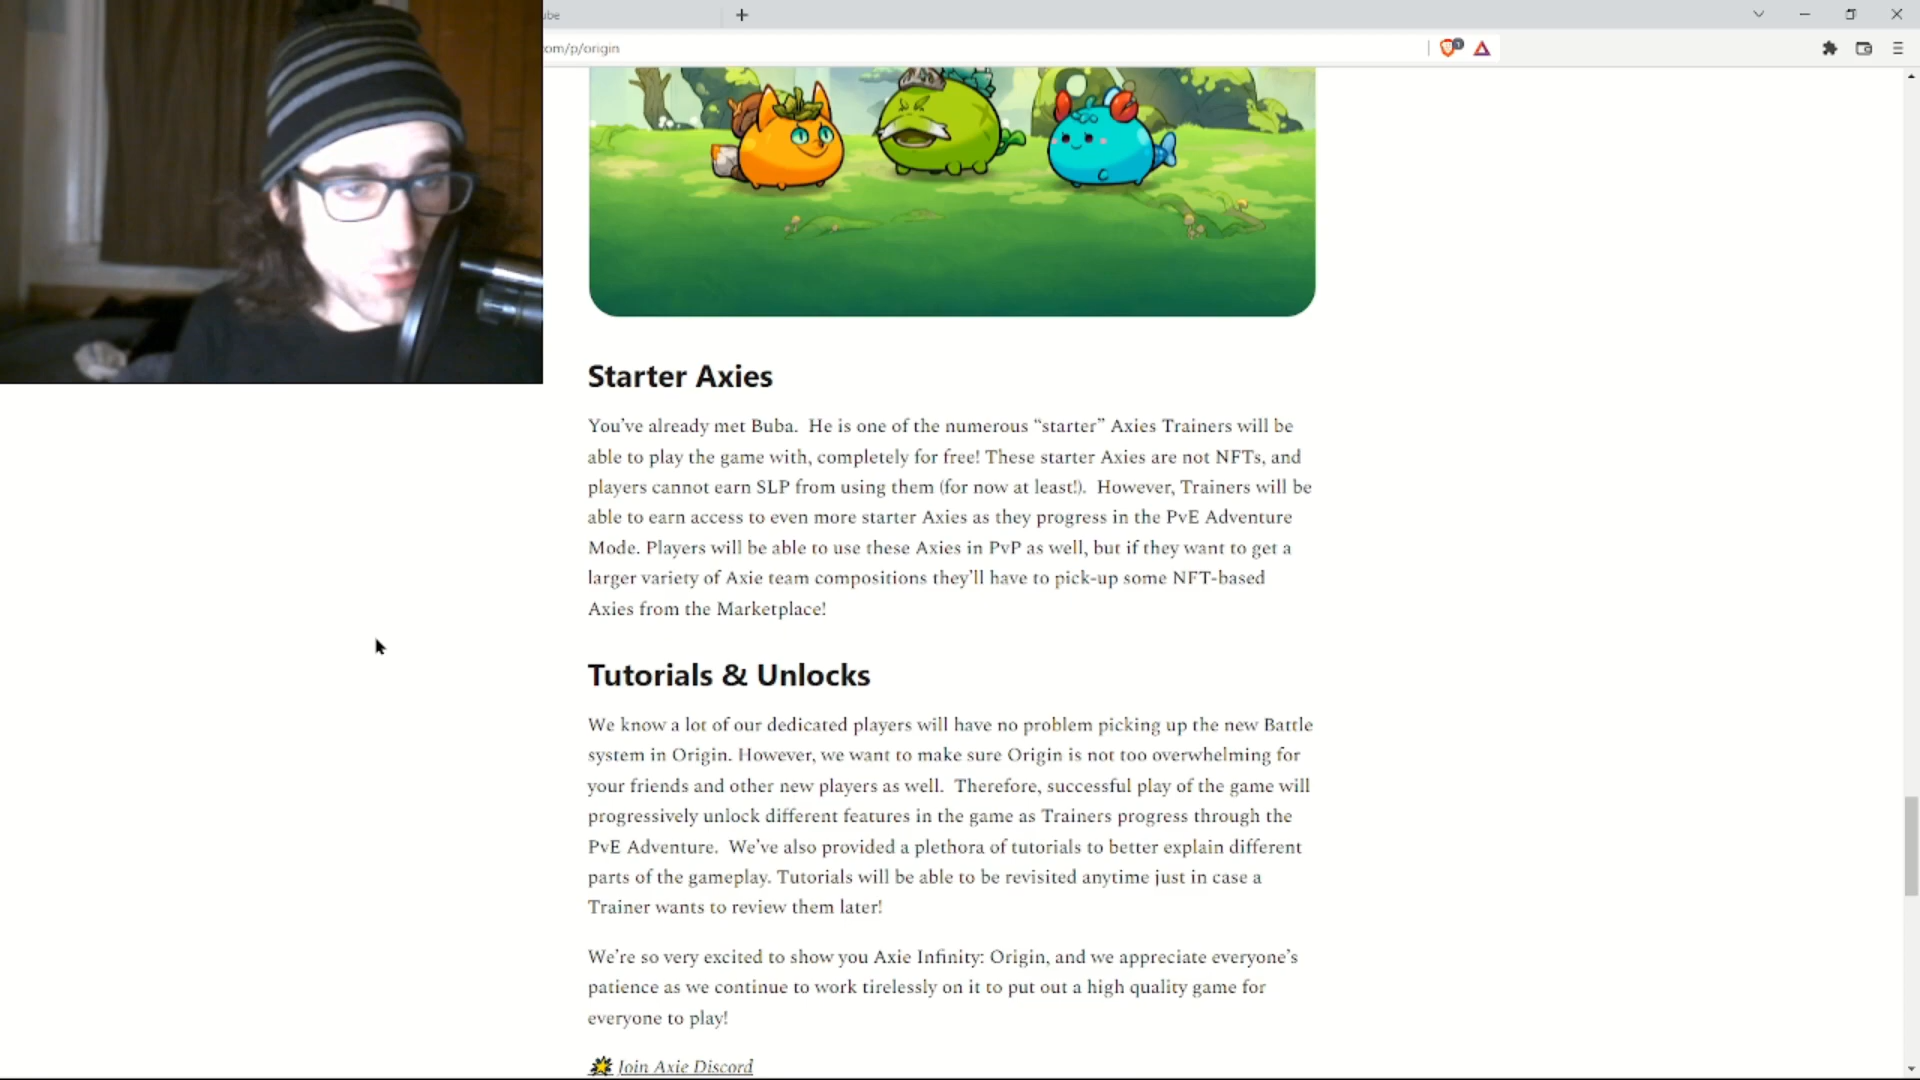 ube
om/p/origin
1
Starter Axies
You've already met Buba.  He is one of the numerous “starter” Axies Trainers will be
able to play the game with, completely for free! These starter Axies are not NFTs, and
players cannot earn SLP from using them (for now at least!).  However, Trainers will be
able to earn access to even more starter Axies as they progress in the PvE Adventure
Mode. Players will be able to use these Axies in PvP as well, but if they want to get a
larger variety of Axie team compositions they'll have to pick-up some NFT-based
Axies from the Marketplace!
Tutorials & Unlocks
We know a lot of our dedicated players will have no problem picking up the new Battle
system in Origin. However, we want to make sure Origin is not too overwhelming for
your friends and other new players as well.  Therefore, successful play of the game will
progressively unlock different features in the game as Trainers progress through the
PvE Adventure.  We've also provided a plethora of tutorials to better explain different
parts of the gameplay. Tutorials will be able to be revisited anytime just in case a
Trainer wants to review them later!
We're so very excited to show you Axie Infinity: Origin, and we appreciate everyone's
patience as we continue to work tirelessly on it to put out a high quality game for
everyone to play!
Join Axie Discord